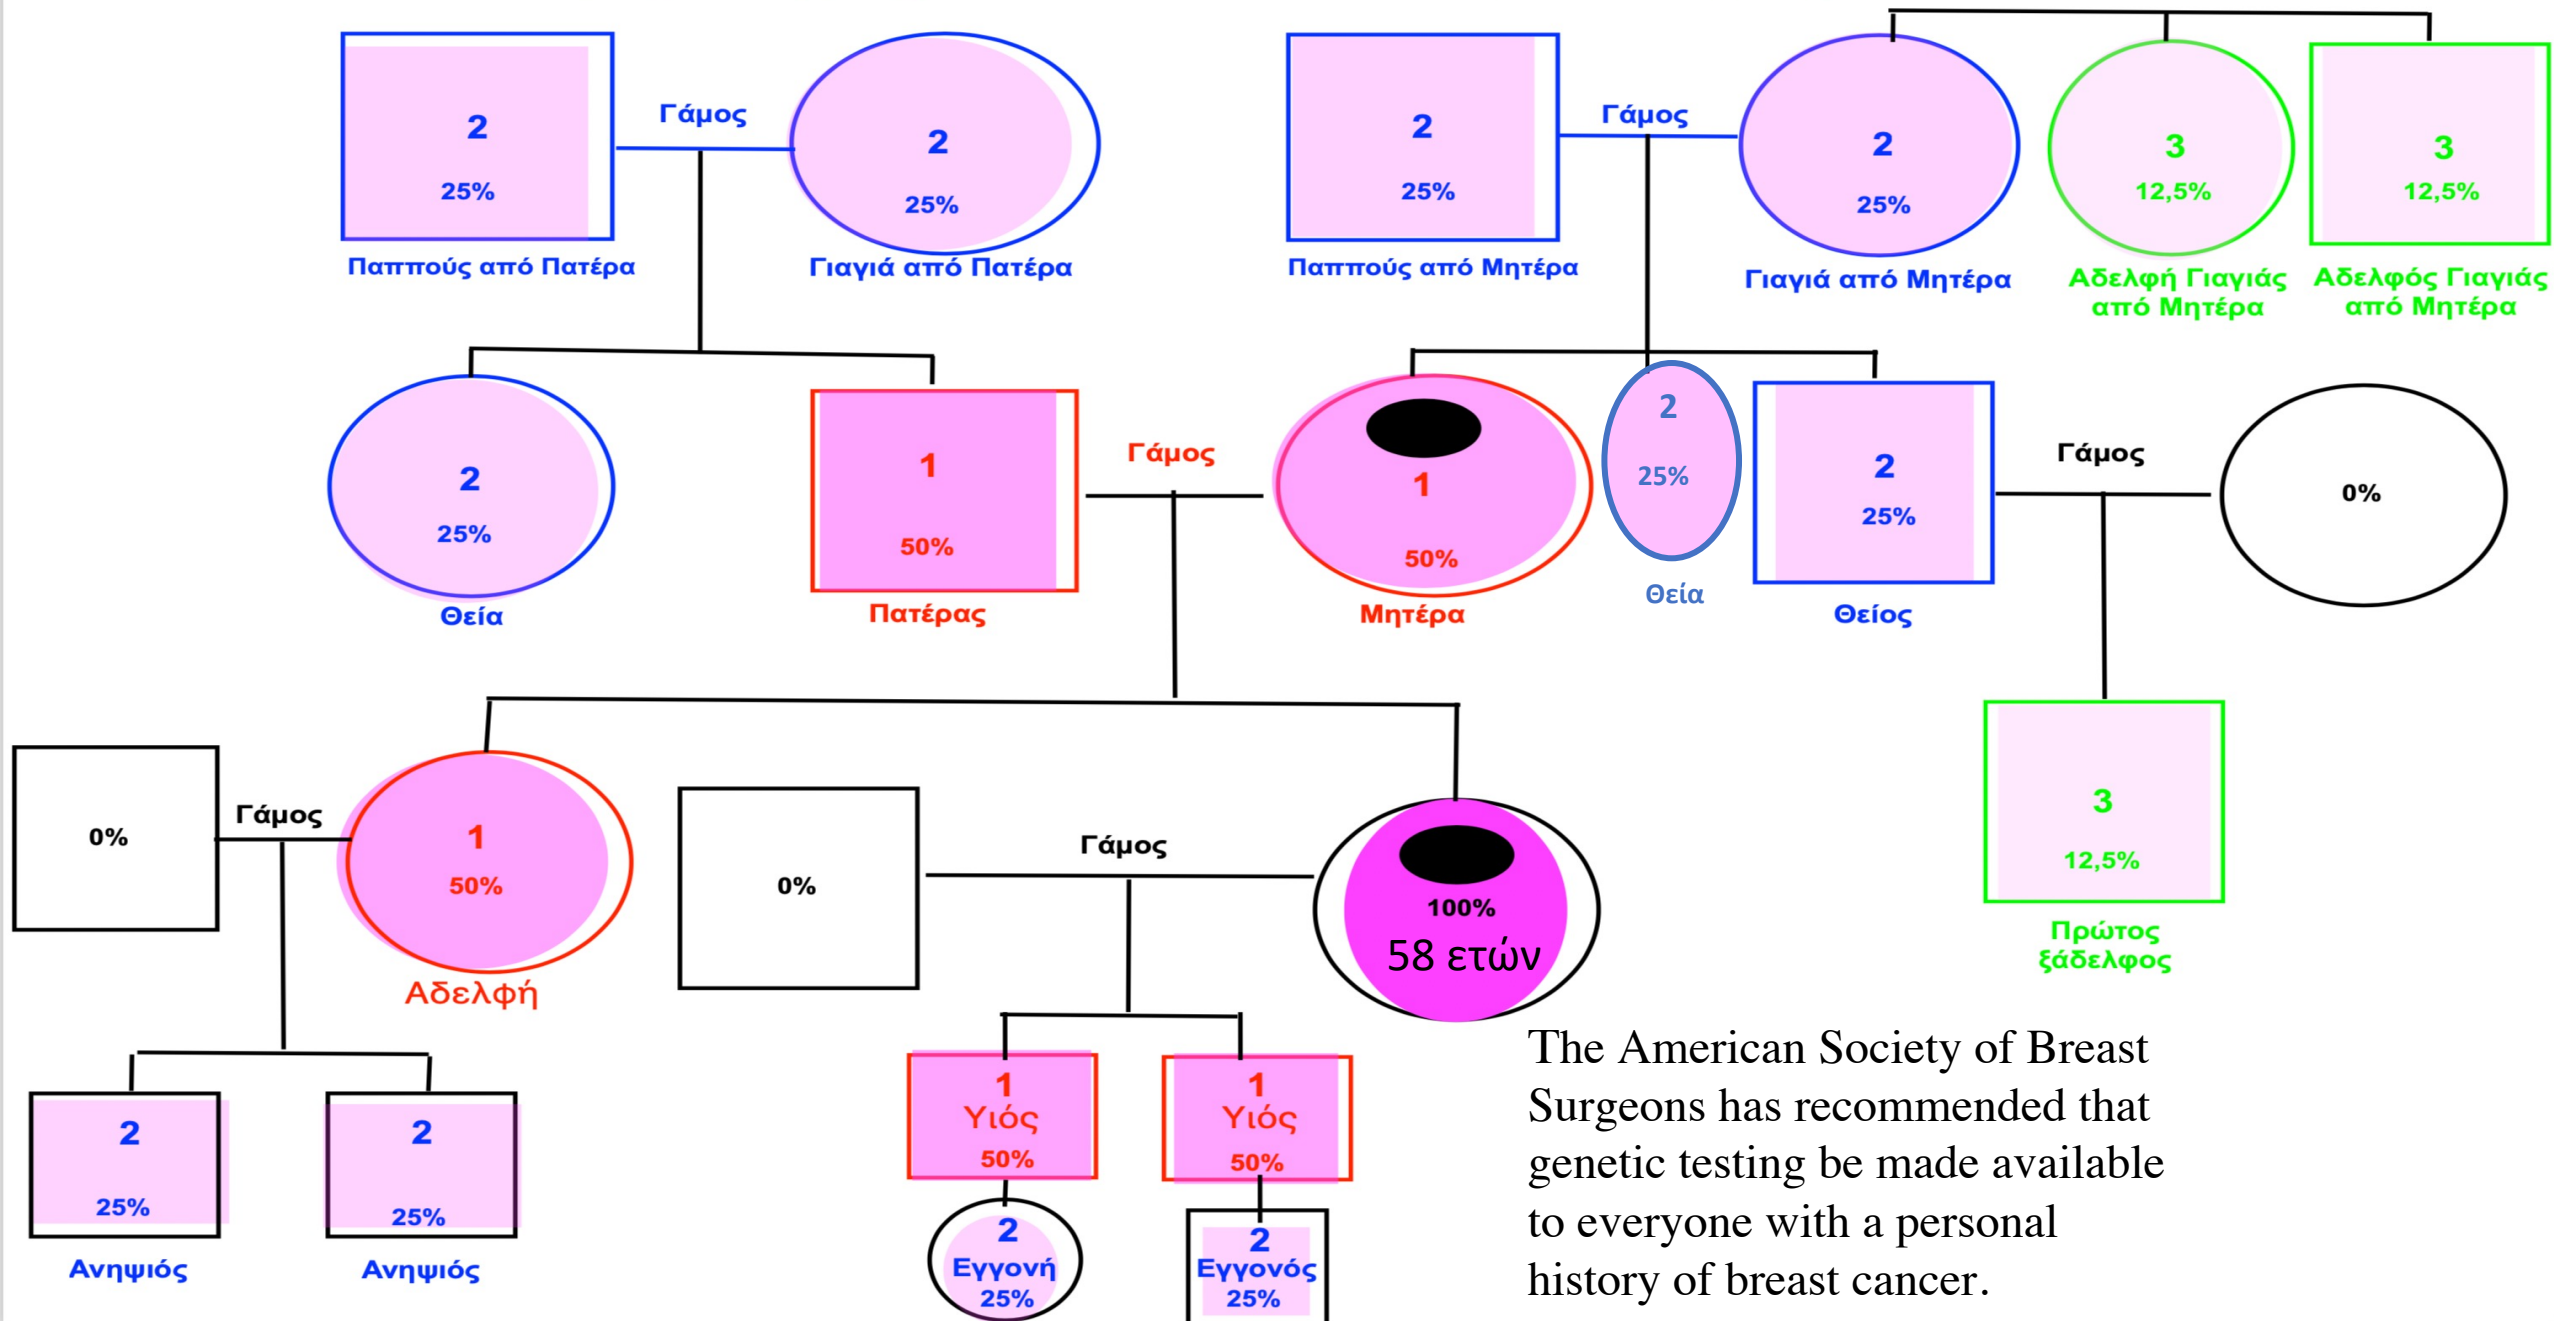 2
25%
Παππούς από Πατέρα
Γάμος
2
25%
Γιαγιά από Πατέρα
2
25%
Παππούς από Μητέρα
Γάμος
2
25%
Γιαγιά από Μητέρα
3
12,5%
Αδελφή Γιαγιάς
από Μητέρα
3
12,5%
Αδελφός Γιαγιάς
από Μητέρα
2
25%
Θεία
1
50%
Πατέρας
Γάμος
1
50%
Μητέρα
2
25%
Θεία
2
25%
Θείος
Γάμος
0%
0%
Γάμος
1
50%
Αδελφή
0%
Γάμος
100%
58 ετών
3
12,5%
Πρώτος
ξάδελφος
2
25%
Ανηψιός
2
25%
Ανηψιός
1
Υιός
50%
1
Υιός
50%
2
Εγγονή
25%
2
Εγγονός
25%
The American Society of Breast
Surgeons has recommended that
genetic testing be made available
to everyone with a personal
history of breast cancer.